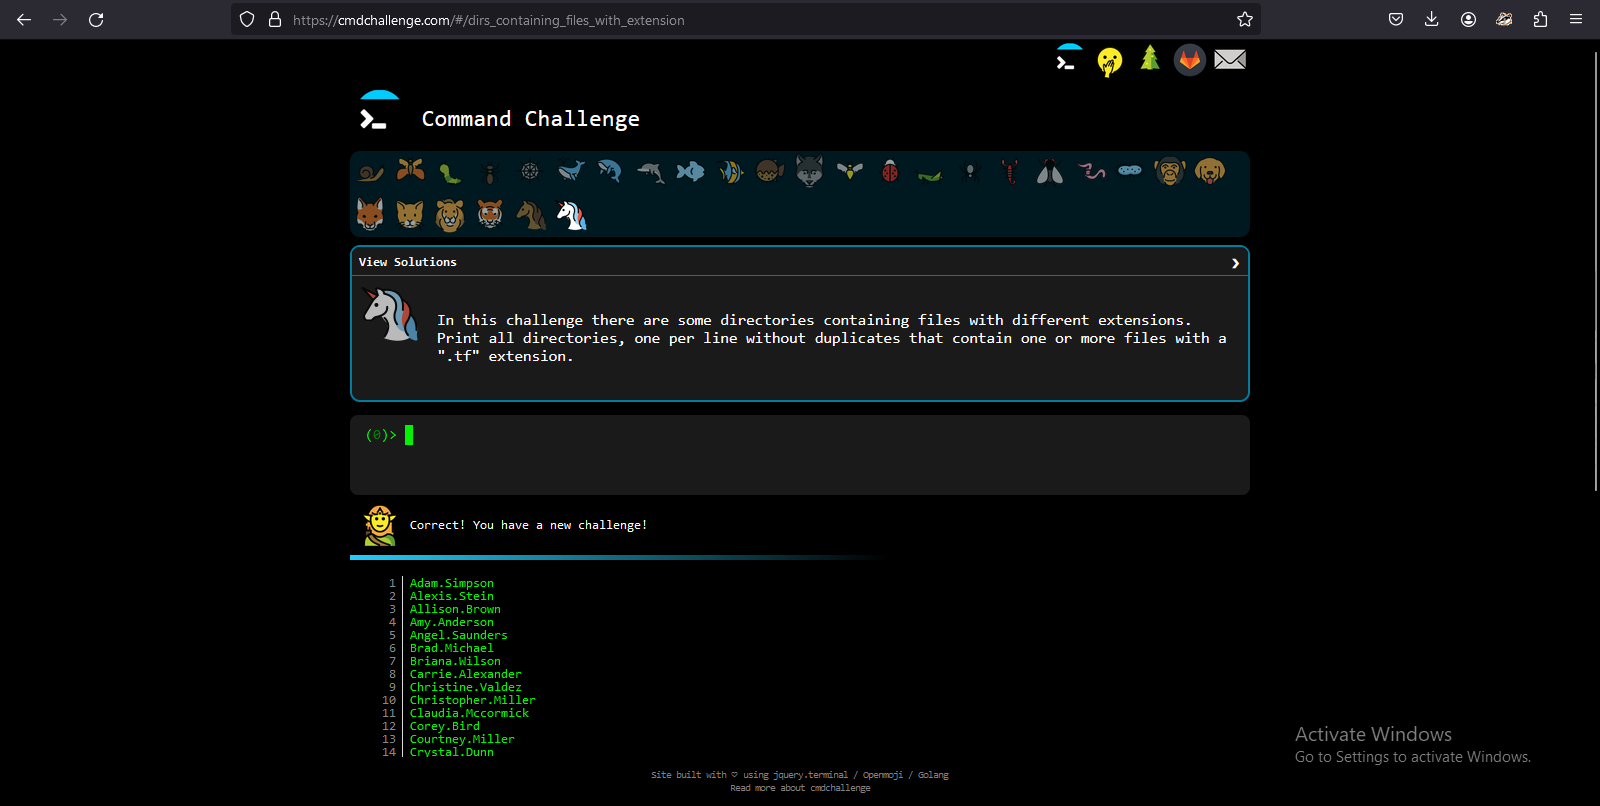 https://cmdchallenge.com/#/dirs_containing_files_with_extension
Command Challenge
View Solutions
In this challenge there are some directories containing files with different extensions.
Print all directories, one per line without duplicates that contain one or more files with a
".tf" extension.
(0)>
Correct! You have a new challenge!
1 Adam.Simpson
2 Alexis.Stein
3 Allison.Brown
4 Amy.Anderson
5 Angel.Saunders
6 Brad.Michael
7 Briana.Wilson
8 Carrie.Alexander
9 Christine.Valdez
10 Christopher.Miller
11 Claudia.Mccormick
12 Corey.Bird
13 Courtney.Miller
14 Crystal.Dunn
Activate Windows
Go to Settings to activate Windows.
Site built with ♡ using jquery.terminal / Openmoji / Golang
Read more about cmdchallenge